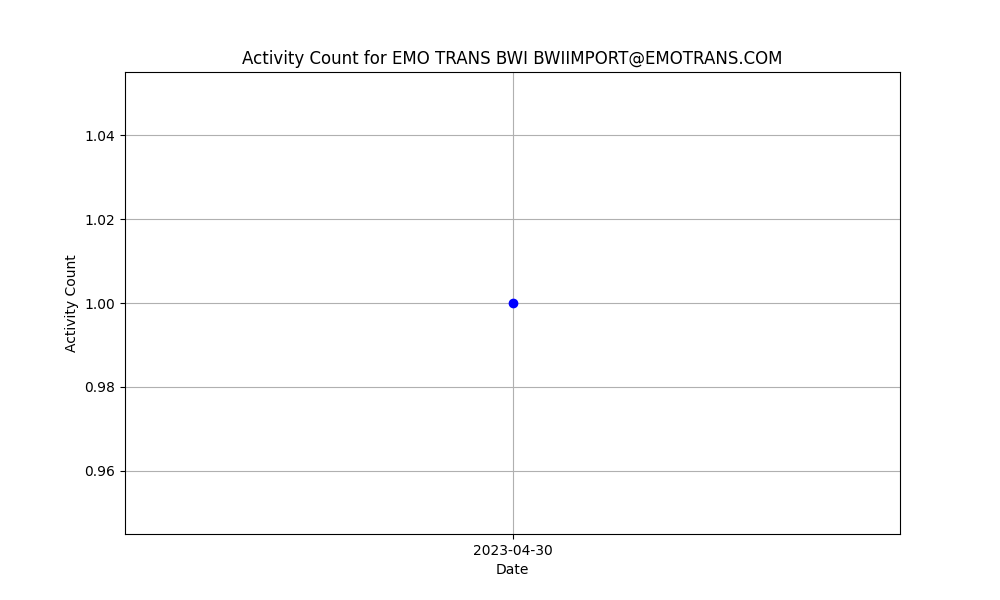 Activity Count for EMO TRANS BWI BWIIMPORT@EMOTRANS.COM
1.04
1.02
1.00
0.98
0.96
Activity Count
2023-04-30
Date